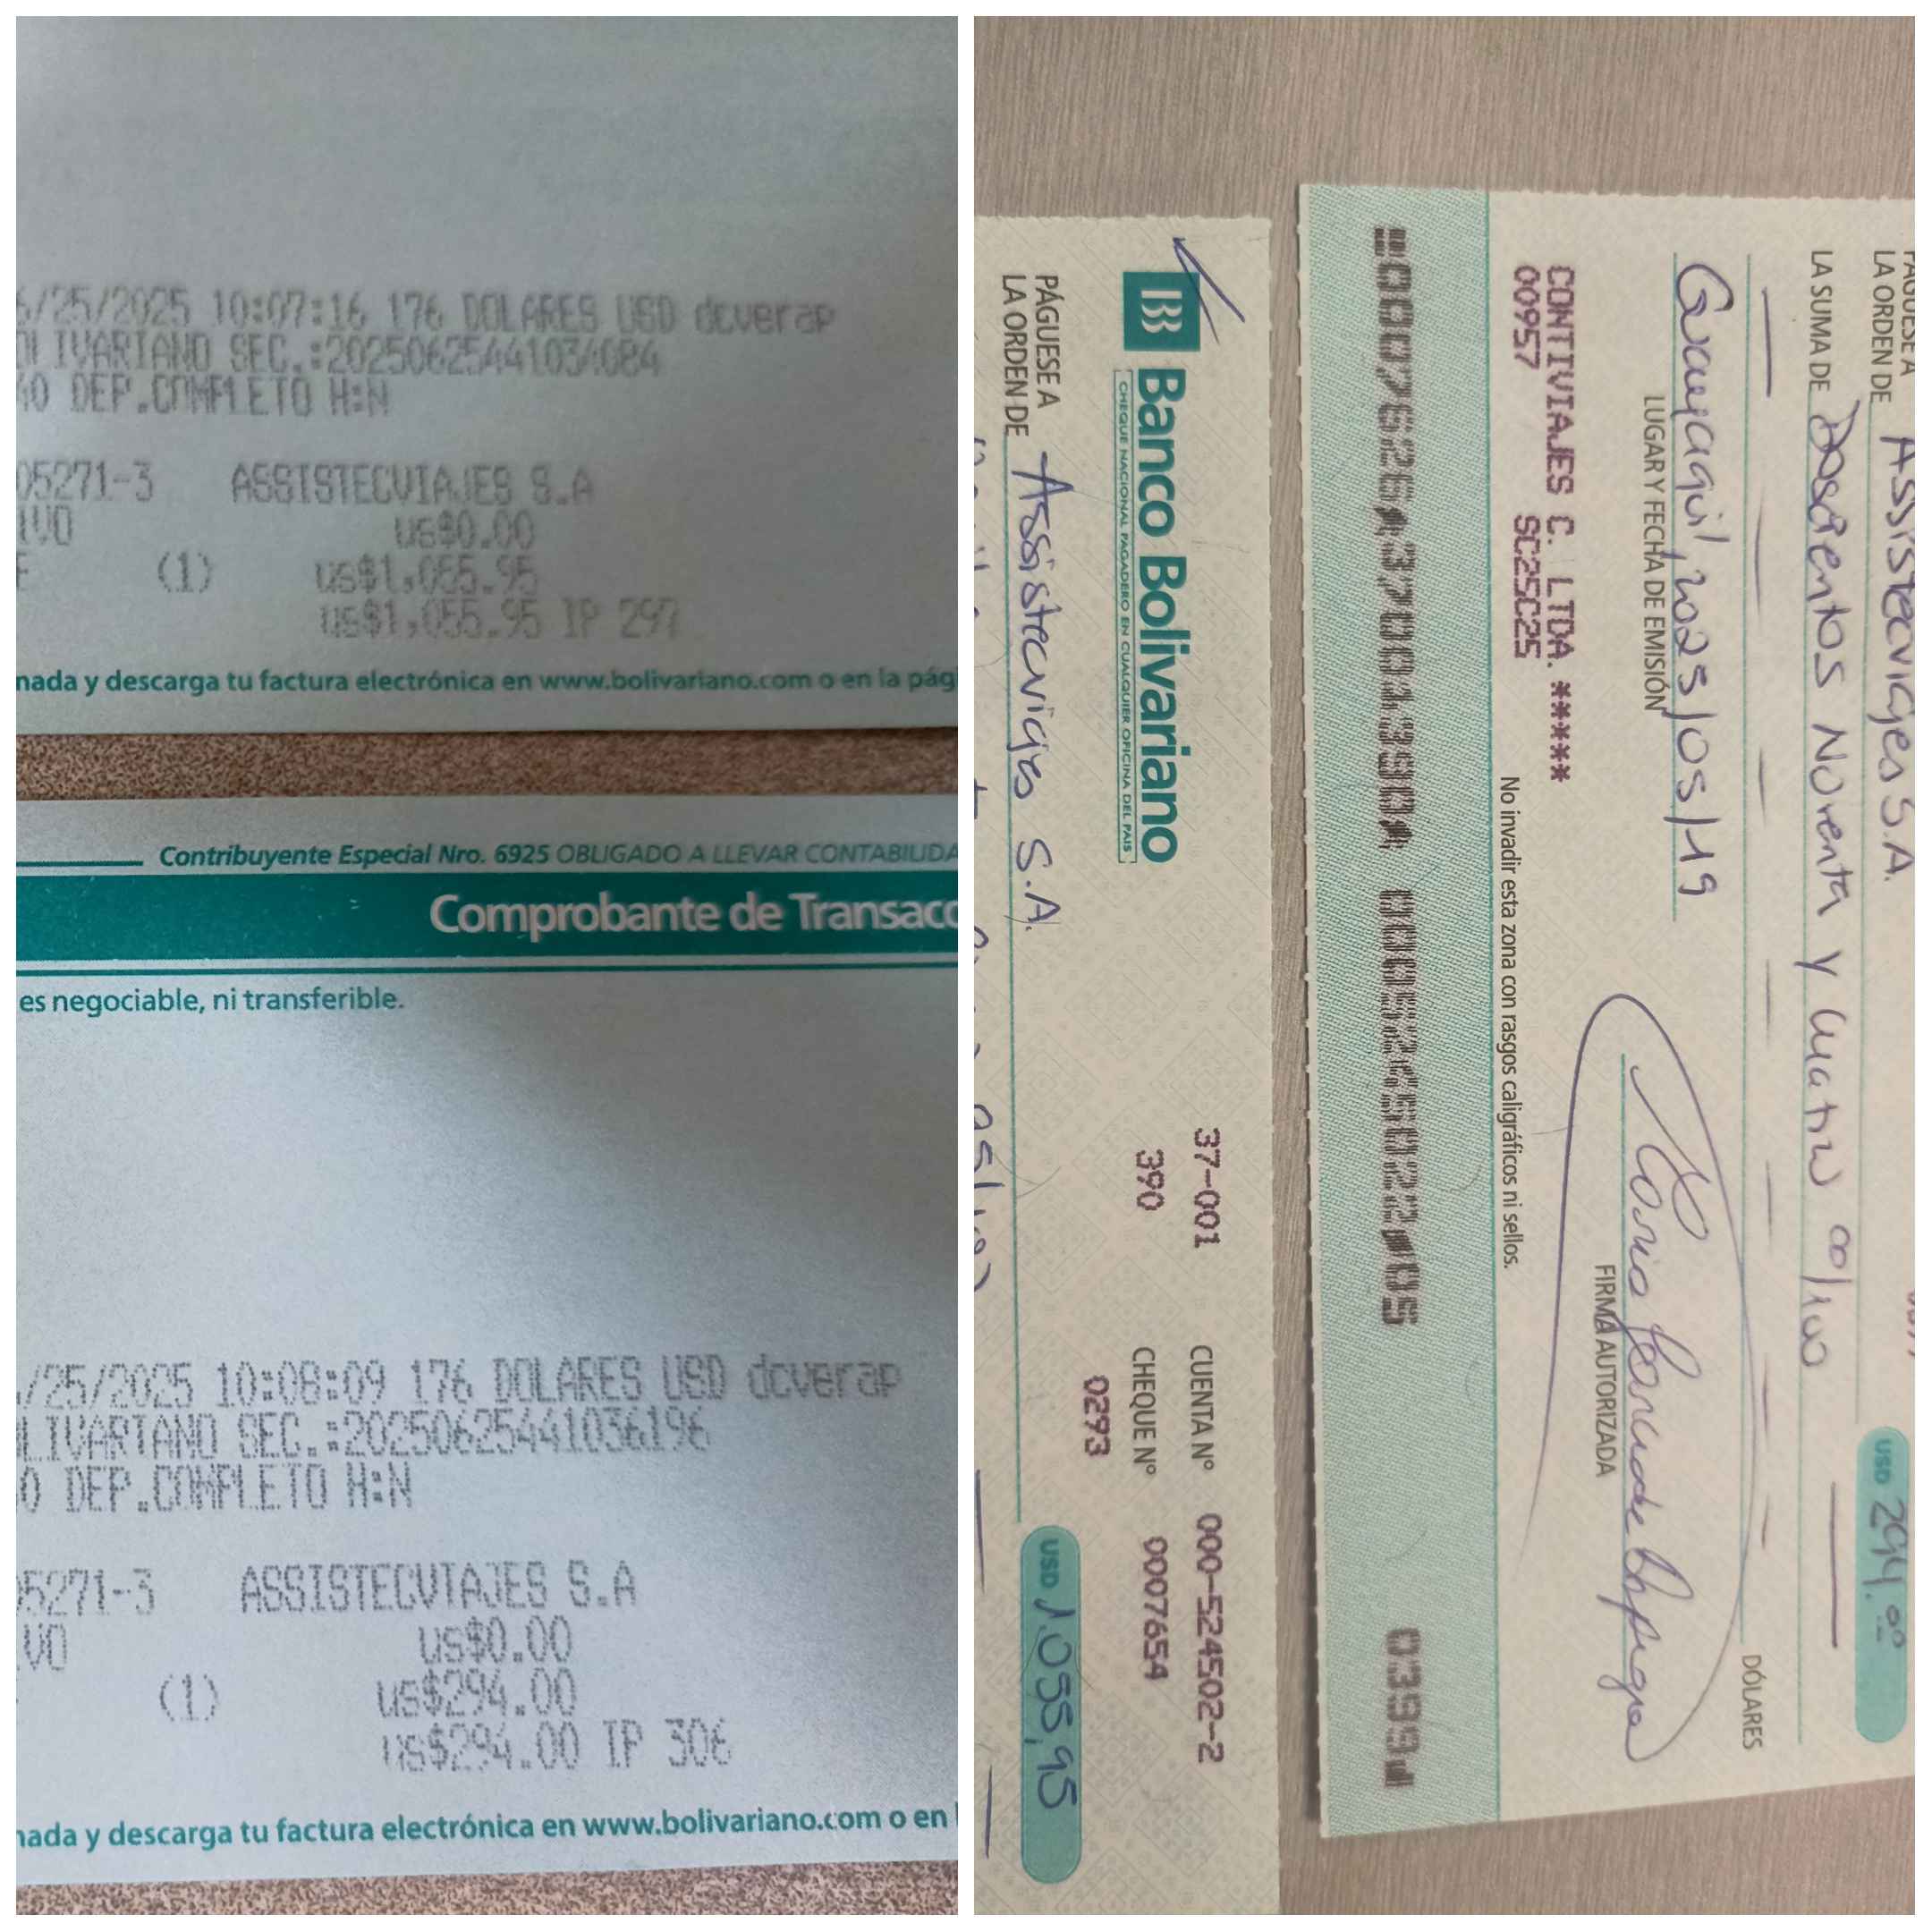 5/25/2025 10:07:16 176 DOLARES USD dcverap
OLIVARIANO SEC.:20250625441034084
O DEP.COMPLETO H:N
05271-3 ASSISTECVIAJES S.A
IVO US$0.00
(1) US$1,055.95
US$1,055.95 IP 297
nada y descarga tu factura electrónica en www.bolivariano.com o en la pág
Contribuyente Especial Nro. 6925 OBLIGADO A LLEVAR CONTABILIDA
Comprobante de Transacc
es negociable, ni transferible.
/25/2025 10:08:09 176 DOLARES USD dcverap
LIVARIANO SEC.:20250625441036196
O DEP.COMPLETO H:N
5271-3 ASSISTECVIAJES S.A
VO US$0.00
(1) US$294.00
US$294.00 IP 306
nada y descarga tu factura electrónica en www.bolivariano.com o en
PÁGUESE A
LA ORDEN DE Assistecviajes S.A.
USD 294.00
LA SUMA DE Doscientos Noventa y cuatro 00/100
DÓLARES
Guayaquil, 2025/05/19
LUGAR Y FECHA DE EMISIÓN
FIRMA AUTORIZADA
CONTIVIAJES C. LTDA. *****
00957 SC25C25
No invadir esta zona con rasgos caligráficos ni sellos.
Banco Bolivariano
CHEQUE NACIONAL PAGADERO EN CUALQUIER OFICINA DEL PAIS
37-001 CUENTA Nº 000-524502-2
390 CHEQUE Nº 0007654
0293
PÁGUESE A
LA ORDEN DE Assistecviajes S.A.
USD 1.055,95